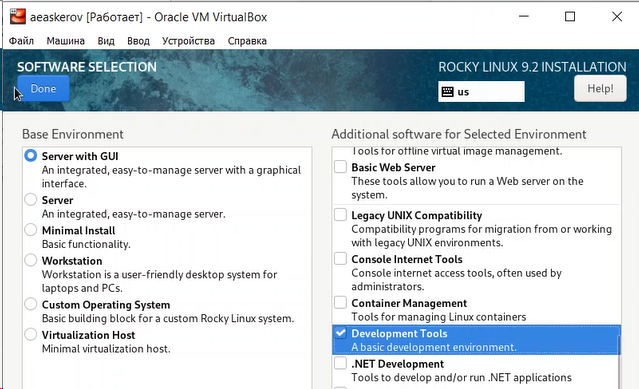 aeaskerov [Работает] - Oracle VM VirtualBox
Файл Машина Вид Ввод Устройства Справка
SOFTWARE SELECTION
ROCKY LINUX 9.2 INSTALLATION
Done
us
Help!
Base Environment
Server with GUI
An integrated, easy-to-manage server with a graphical
interface.
Server
An integrated, easy-to-manage server.
Minimal Install
Basic functionality.
Workstation
Workstation is a user-friendly desktop system for
laptops and PCs.
Custom Operating System
Basic building block for a custom Rocky Linux system.
Virtualization Host
Minimal virtualization host.
Additional software for Selected Environment
Tools for offline virtual image management.
Basic Web Server
These tools allow you to run a Web server on the
system.
Legacy UNIX Compatibility
Compatibility programs for migration from or working
with legacy UNIX environments.
Console Internet Tools
Console internet access tools, often used by
administrators.
Container Management
Tools for managing Linux containers
Development Tools
A basic development environment.
.NET Development
Tools to develop and/or run .NET applications